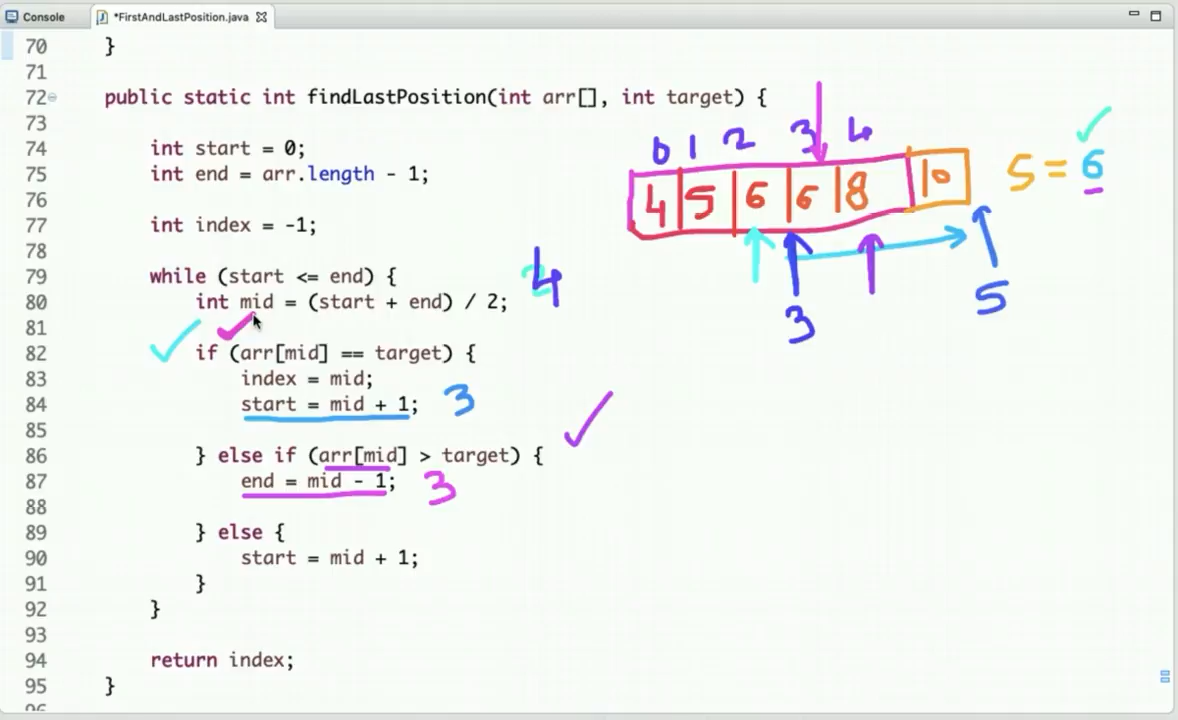 Console
*FirstAndLastPosition.java
70 }
71
72 public static int findLastPosition(int arr[], int target) {
73
74 int start = 0;
75 int end = arr.length - 1;
76
77 int index = -1;
78
79 while (start <= end) {
80 int mid = (start + end) / 2;
81
82 if (arr[mid] == target) {
83 index = mid;
84 start = mid + 1; 3
85
86 } else if (arr[mid] > target) {
87 end = mid - 1; 3
88
89 } else {
90 start = mid + 1;
91 }
92 }
93
94 return index;
95 }
96
4
0 1 2 3 4
4 5 6 6 8 10
5 = 6
3 5